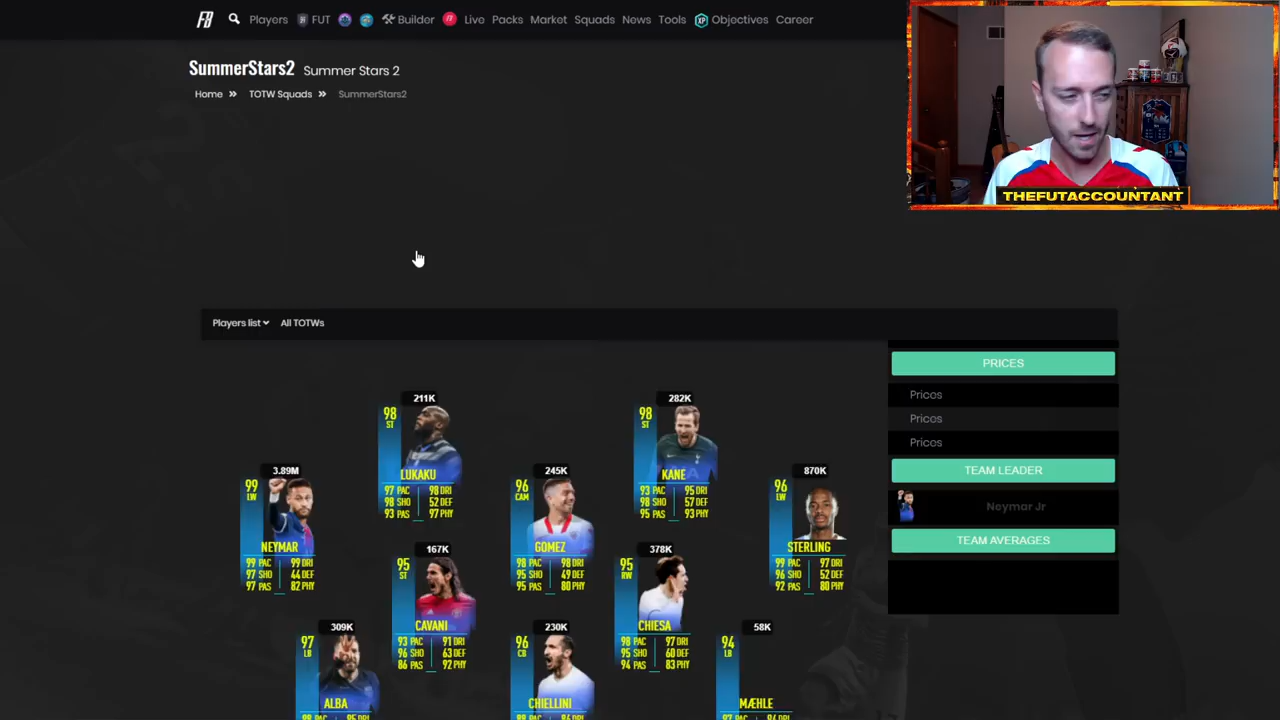 Players FUT Builder Live Packs Market Squads News Tools XP Objectives Career
SummerStars2 Summer Stars 2
Home » TOTW Squads » SummerStars2
THEFUTACCOUNTANT
Players list All TOTWs
PRICES
Prices
Prices
Prices
TEAM LEADER
Neymar Jr
TEAM AVERAGES
211K
98
ST
LUKAKU
97 PAC 98 DRI
98 SHO 52 DEF
93 PAS 97 PHY
282K
98
ST
KANE
93 PAC 95 DRI
98 SHO 57 DEF
95 PAS 93 PHY
3.89M
99
LW
NEYMAR
99 PAC 99 DRI
97 SHO 44 DEF
97 PAS 82 PHY
245K
96
CAM
GOMEZ
98 PAC 98 DRI
95 SHO 49 DEF
95 PAS 80 PHY
870K
96
LW
STERLING
99 PAC 97 DRI
96 SHO 52 DEF
92 PAS 80 PHY
167K
95
ST
CAVANI
93 PAC 91 DRI
96 SHO 63 DEF
86 PAS 92 PHY
378K
95
RW
CHIESA
98 PAC 97 DRI
95 SHO 60 DEF
94 PAS 83 PHY
309K
97
LB
ALBA
230K
96
CB
CHIELLINI
58K
94
LB
MÆHLE